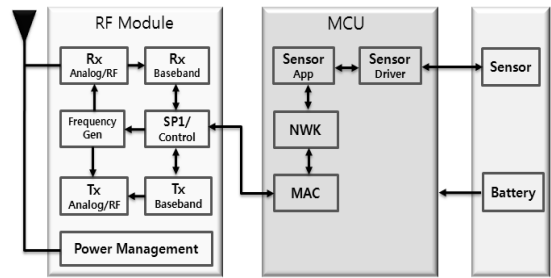 RF Module
Rx
Analog/RF
Rx
Baseband
Frequency
Gen
SP1/
Control
Tx
Analog/RF
Tx
Baseband
Power Management
MCU
Sensor
App
Sensor
Driver
NWK
MAC
Sensor
Battery